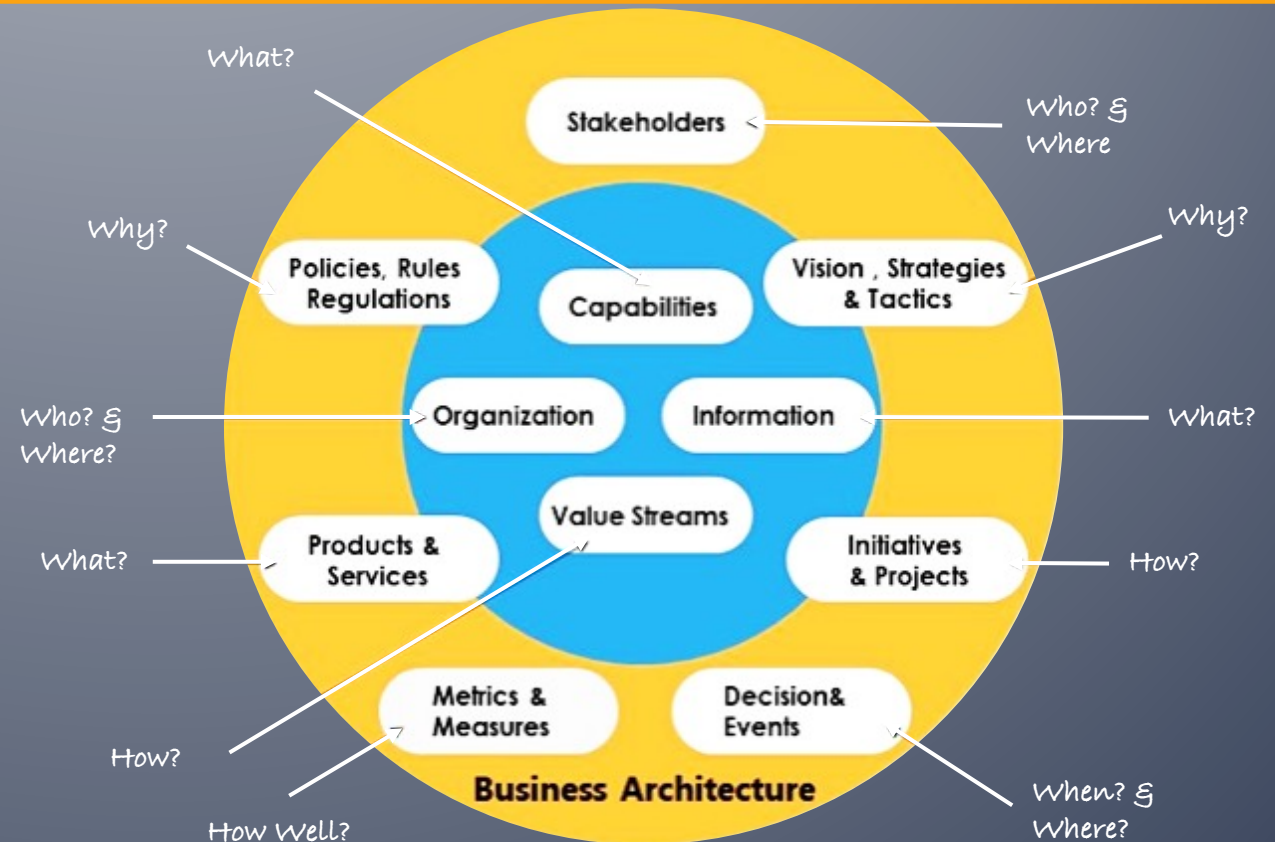 What?
Stakeholders
Who? &
Where
Why?
Policies, Rules
Regulations
Capabilities
Vision , Strategies
& Tactics
Why?
Who? &
Where?
Organization
Information
What?
Value Streams
What?
Products &
Services
Initiatives
& Projects
How?
How?
Metrics &
Measures
Decision&
Events
Business Architecture
How Well?
When? &
Where?